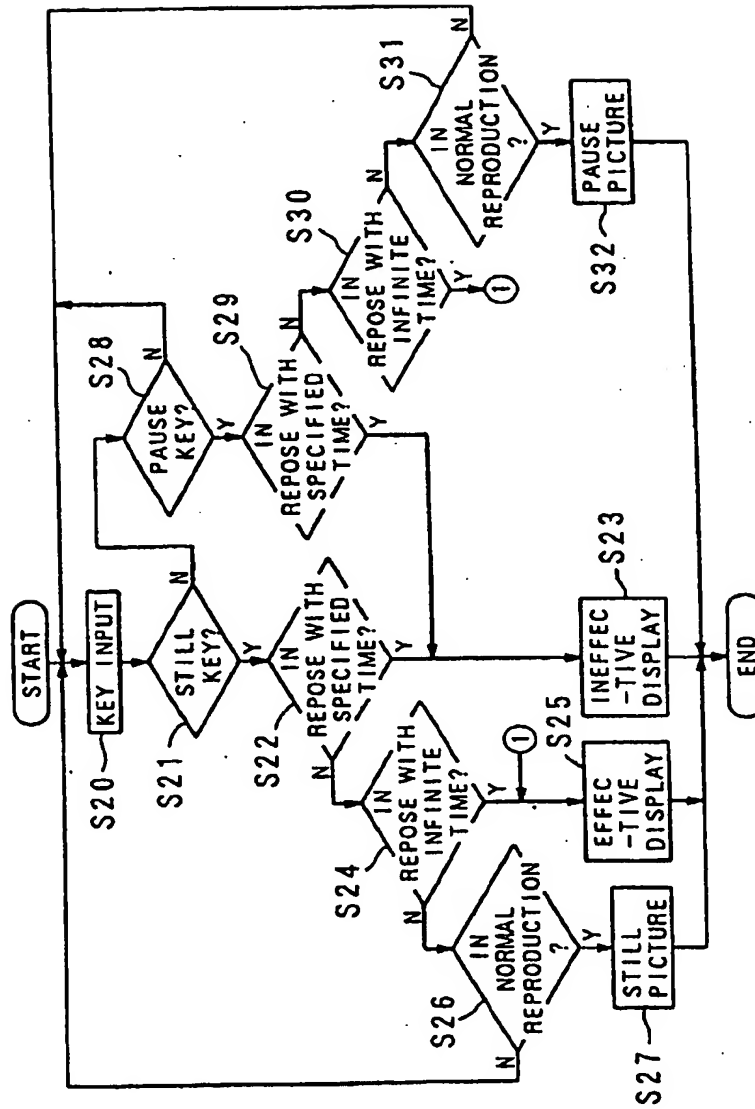 START
S20
KEY INPUT
S21
STILL
KEY?
N
Y
S28
PAUSE
KEY?
N
Y
S22
IN
REPOSE WITH
SPECIFIED
TIME?
N
Y
S29
IN
REPOSE WITH
SPECIFIED
TIME?
N
Y
S24
IN
REPOSE WITH
INFINITE
TIME?
N
Y
S30
IN
REPOSE WITH
INFINITE
TIME?
N
Y
1
S26
IN
NORMAL
REPRODUCTION
?
N
Y
S31
IN
NORMAL
REPRODUCTION
?
N
Y
1
S27
STILL
PICTURE
S25
EFFEC
-TIVE
DISPLAY
S23
INEFFEC
-TIVE
DISPLAY
S32
PAUSE
PICTURE
END